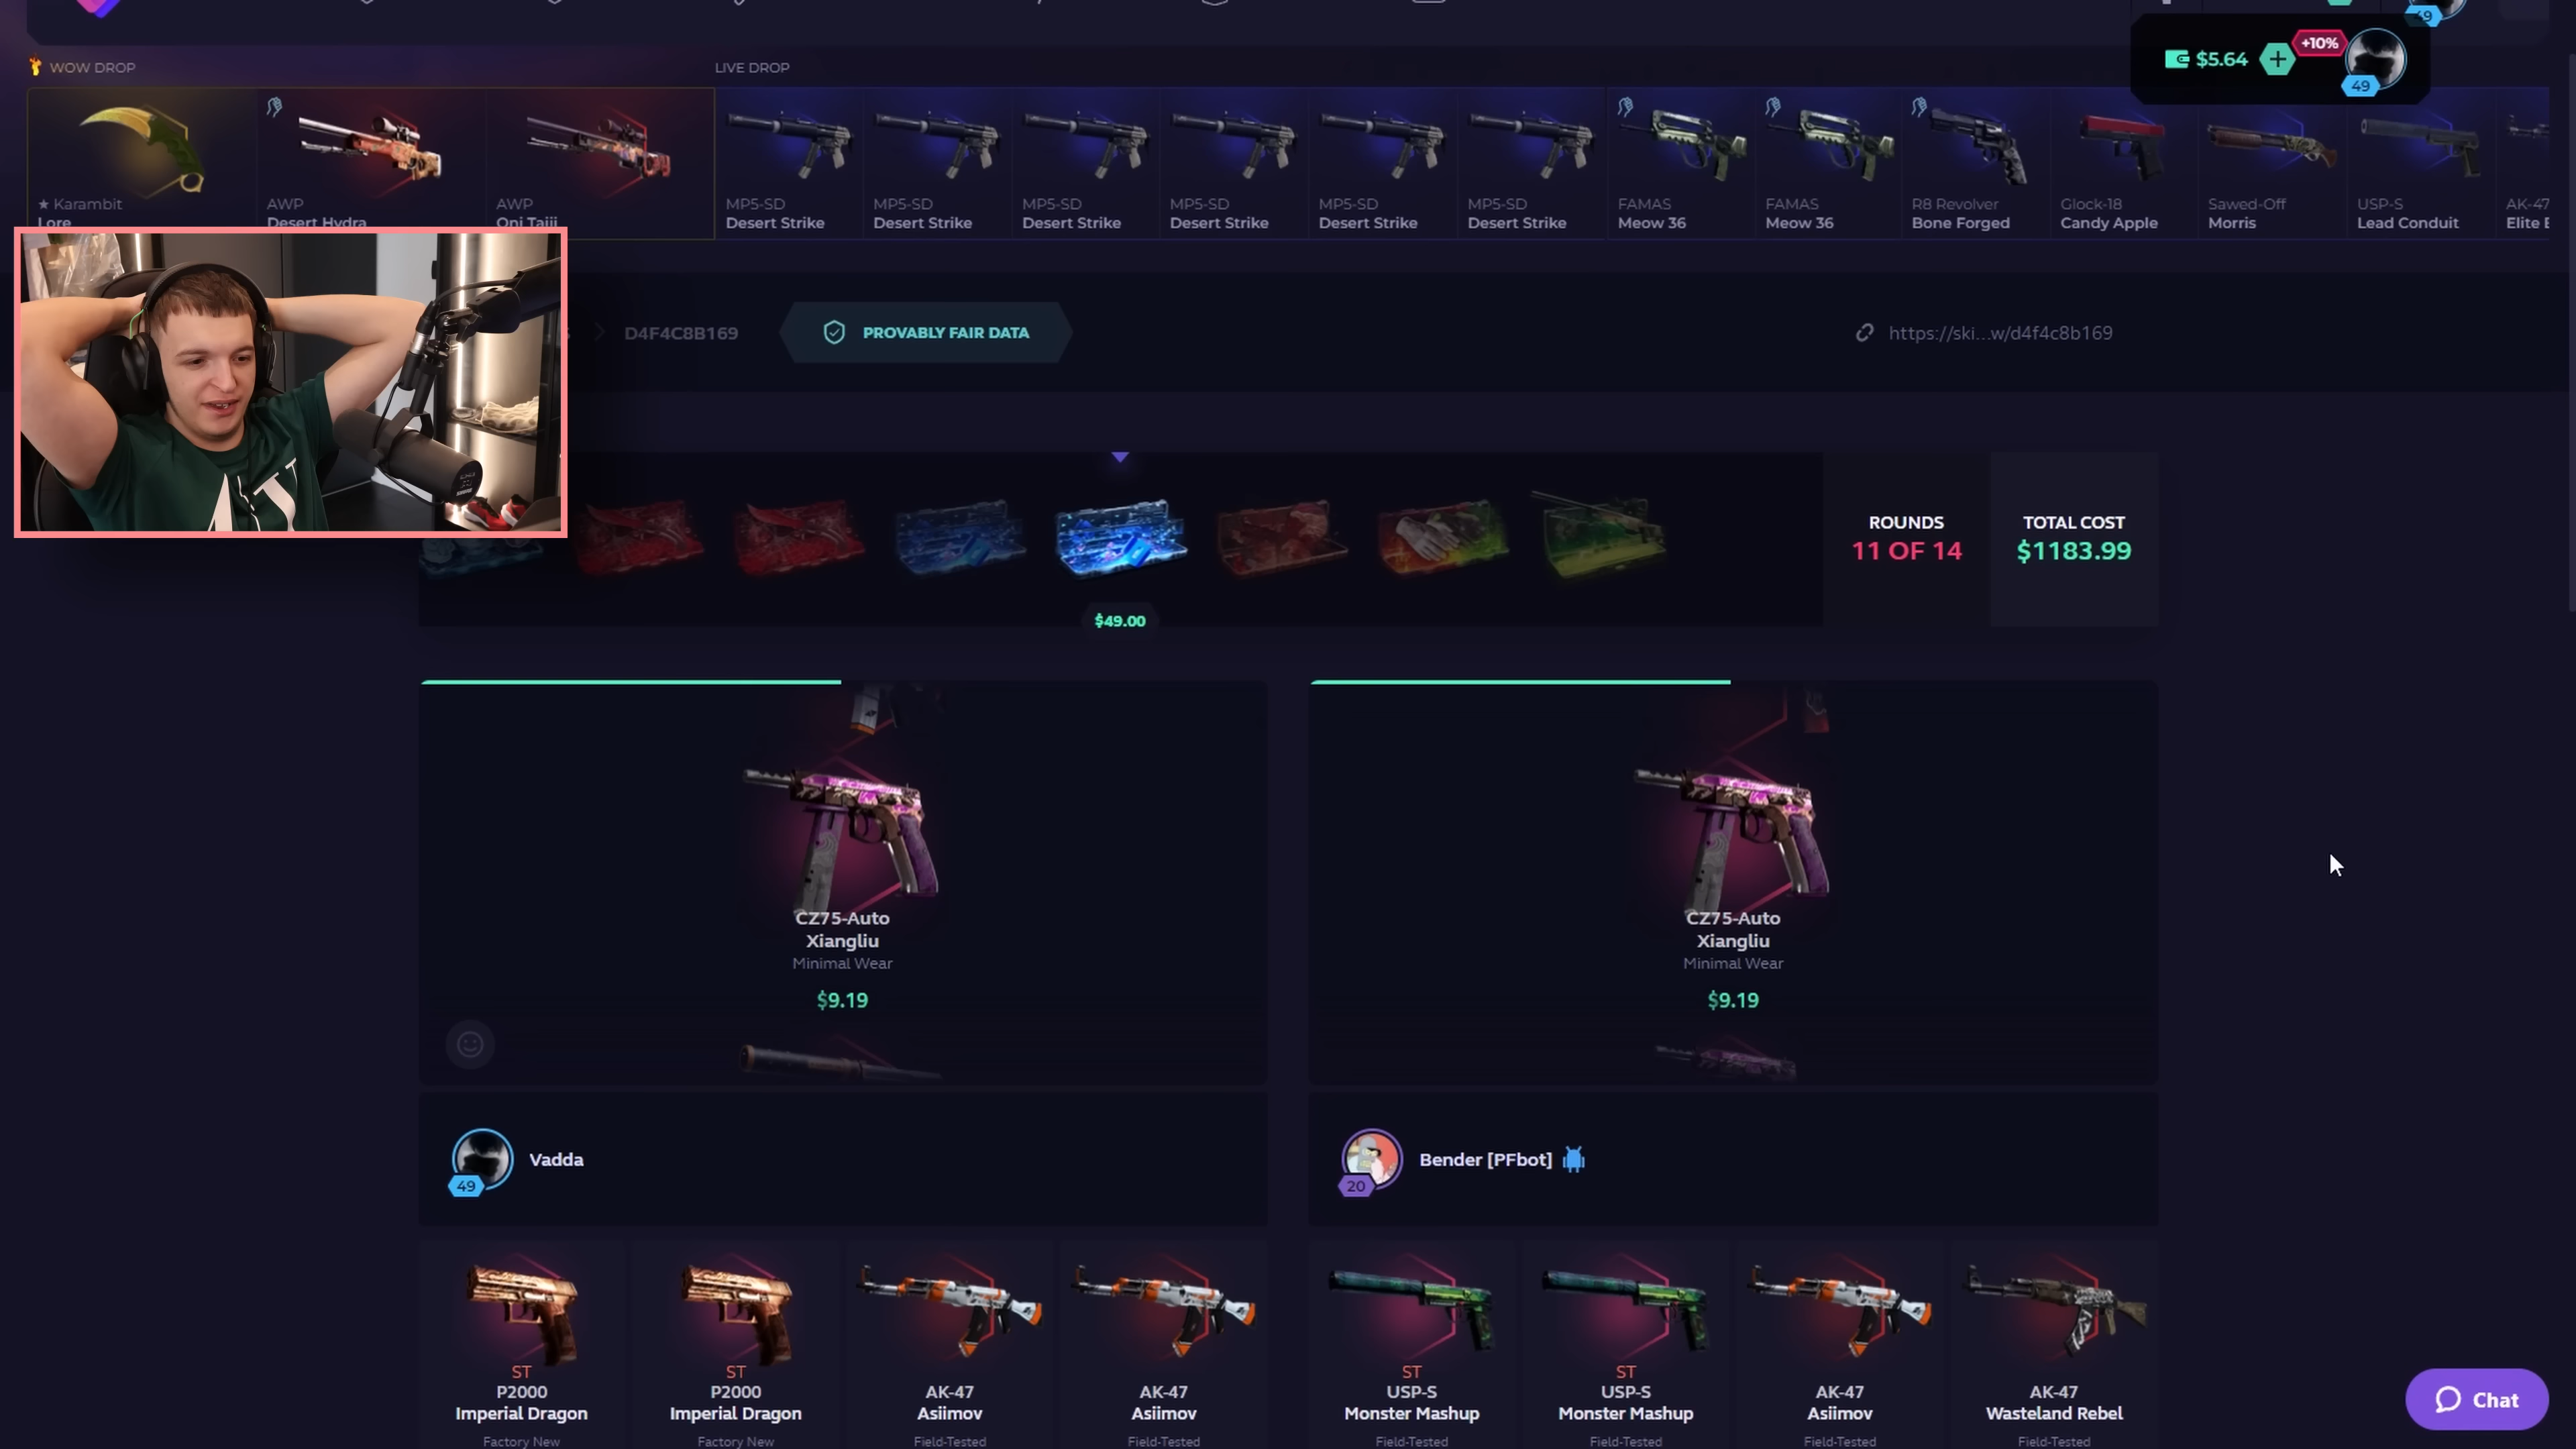 +10%
$5.64
49
49
WOW DROP
LIVE DROP
★ Karambit
Lore
AWP
Desert Hydra
AWP
Oni Taiji
MP5-SD
Desert Strike
MP5-SD
Desert Strike
MP5-SD
Desert Strike
MP5-SD
Desert Strike
MP5-SD
Desert Strike
MP5-SD
Desert Strike
FAMAS
Meow 36
FAMAS
Meow 36
R8 Revolver
Bone Forged
Glock-18
Candy Apple
Sawed-Off
Morris
USP-S
Lead Conduit
AK-47
Elite
D4F4C8B169
PROVABLY FAIR DATA
https://ski...w/d4f4c8b169
ROUNDS
11 OF 14
TOTAL COST
$1183.99
$49.00
CZ75-Auto
Xiangliu
Minimal Wear
$9.19
CZ75-Auto
Xiangliu
Minimal Wear
$9.19
Vadda
49
Bender [PFbot]
20
ST
P2000
Imperial Dragon
Factory New
ST
P2000
Imperial Dragon
Factory New
AK-47
Asiimov
Field-Tested
AK-47
Asiimov
Field-Tested
ST
USP-S
Monster Mashup
Field-Tested
ST
USP-S
Monster Mashup
Field-Tested
AK-47
Asiimov
Field-Tested
AK-47
Wasteland Rebel
Field-Tested
Chat